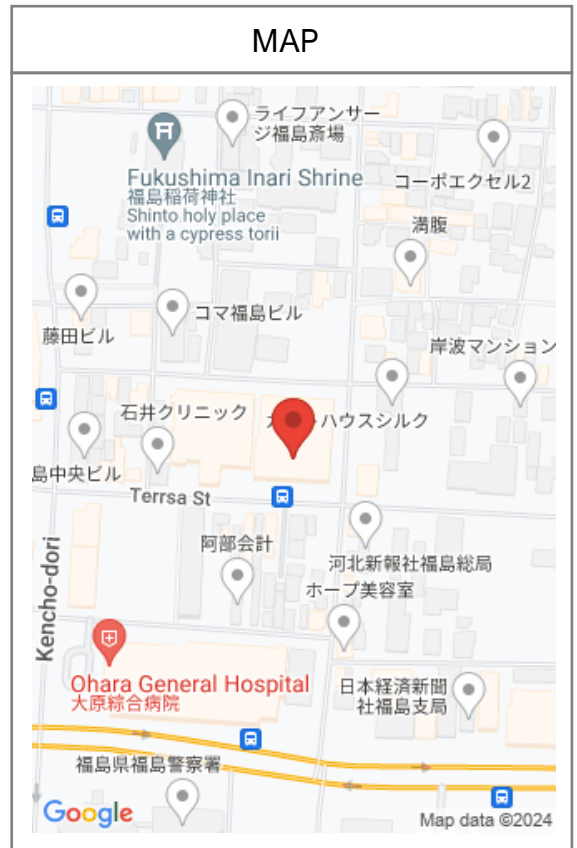 MAP
ライフアンサー
ジ福島斎場
Fukushima Inari Shrine
福島稲荷神社
Shinto holy place
with a cypress torii
コーポエクセル2
満腹
コマ福島ビル
藤田ビル
岸波マンション
石井クリニック
ハウスシルク
島中央ビル
Terrsa St
阿部会計
河北新報社福島総局
Kencho-dori
ホープ美容室
Ohara General Hospital
大原綜合病院
日本経済新聞
社福島支局
福島県福島警察署
Google
Map data ©2024